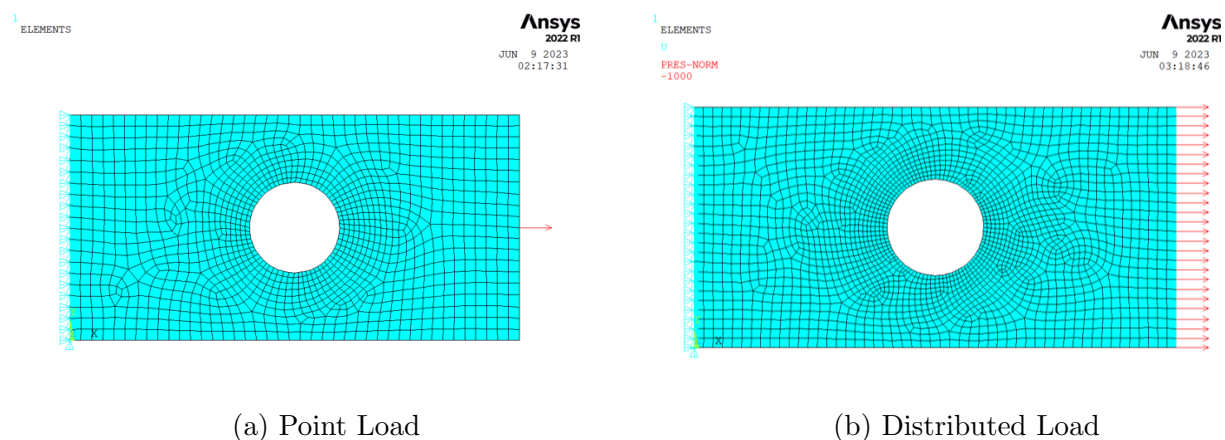 1
ELEMENTS
Ansys
2022 R1
JUN 9 2023
02:17:31
Y
X
(a) Point Load
1
ELEMENTS
U
PRES-NORM
-1000
Ansys
2022 R1
JUN 9 2023
03:18:46
X
(b) Distributed Load